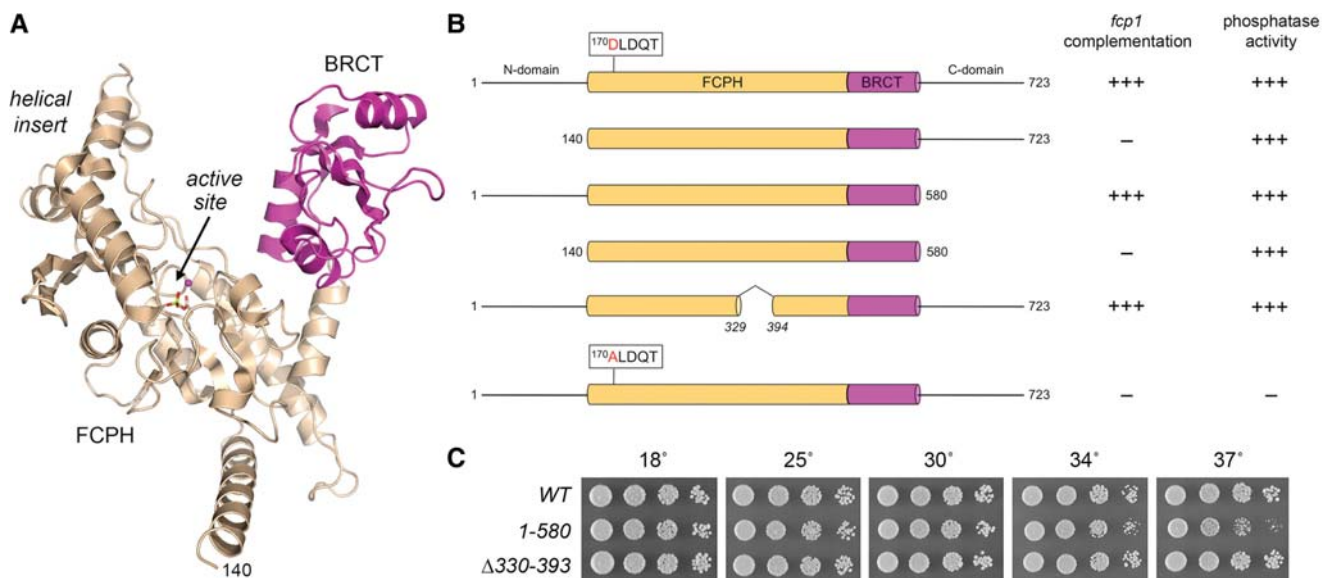 A
BRCT
helical
insert
active
site
FCPH
140
B
fcp1
complementation
phosphatase
activity
170DLDQT
1 N-domain FCPH BRCT C-domain 723 +++ +++
140 723 – +++
1 580 +++ +++
140 580 – +++
1 329 394 723 +++ +++
170ALDQT
1 723 – –
C
18° 25° 30° 34° 37°
WT
1-580
Δ330-393